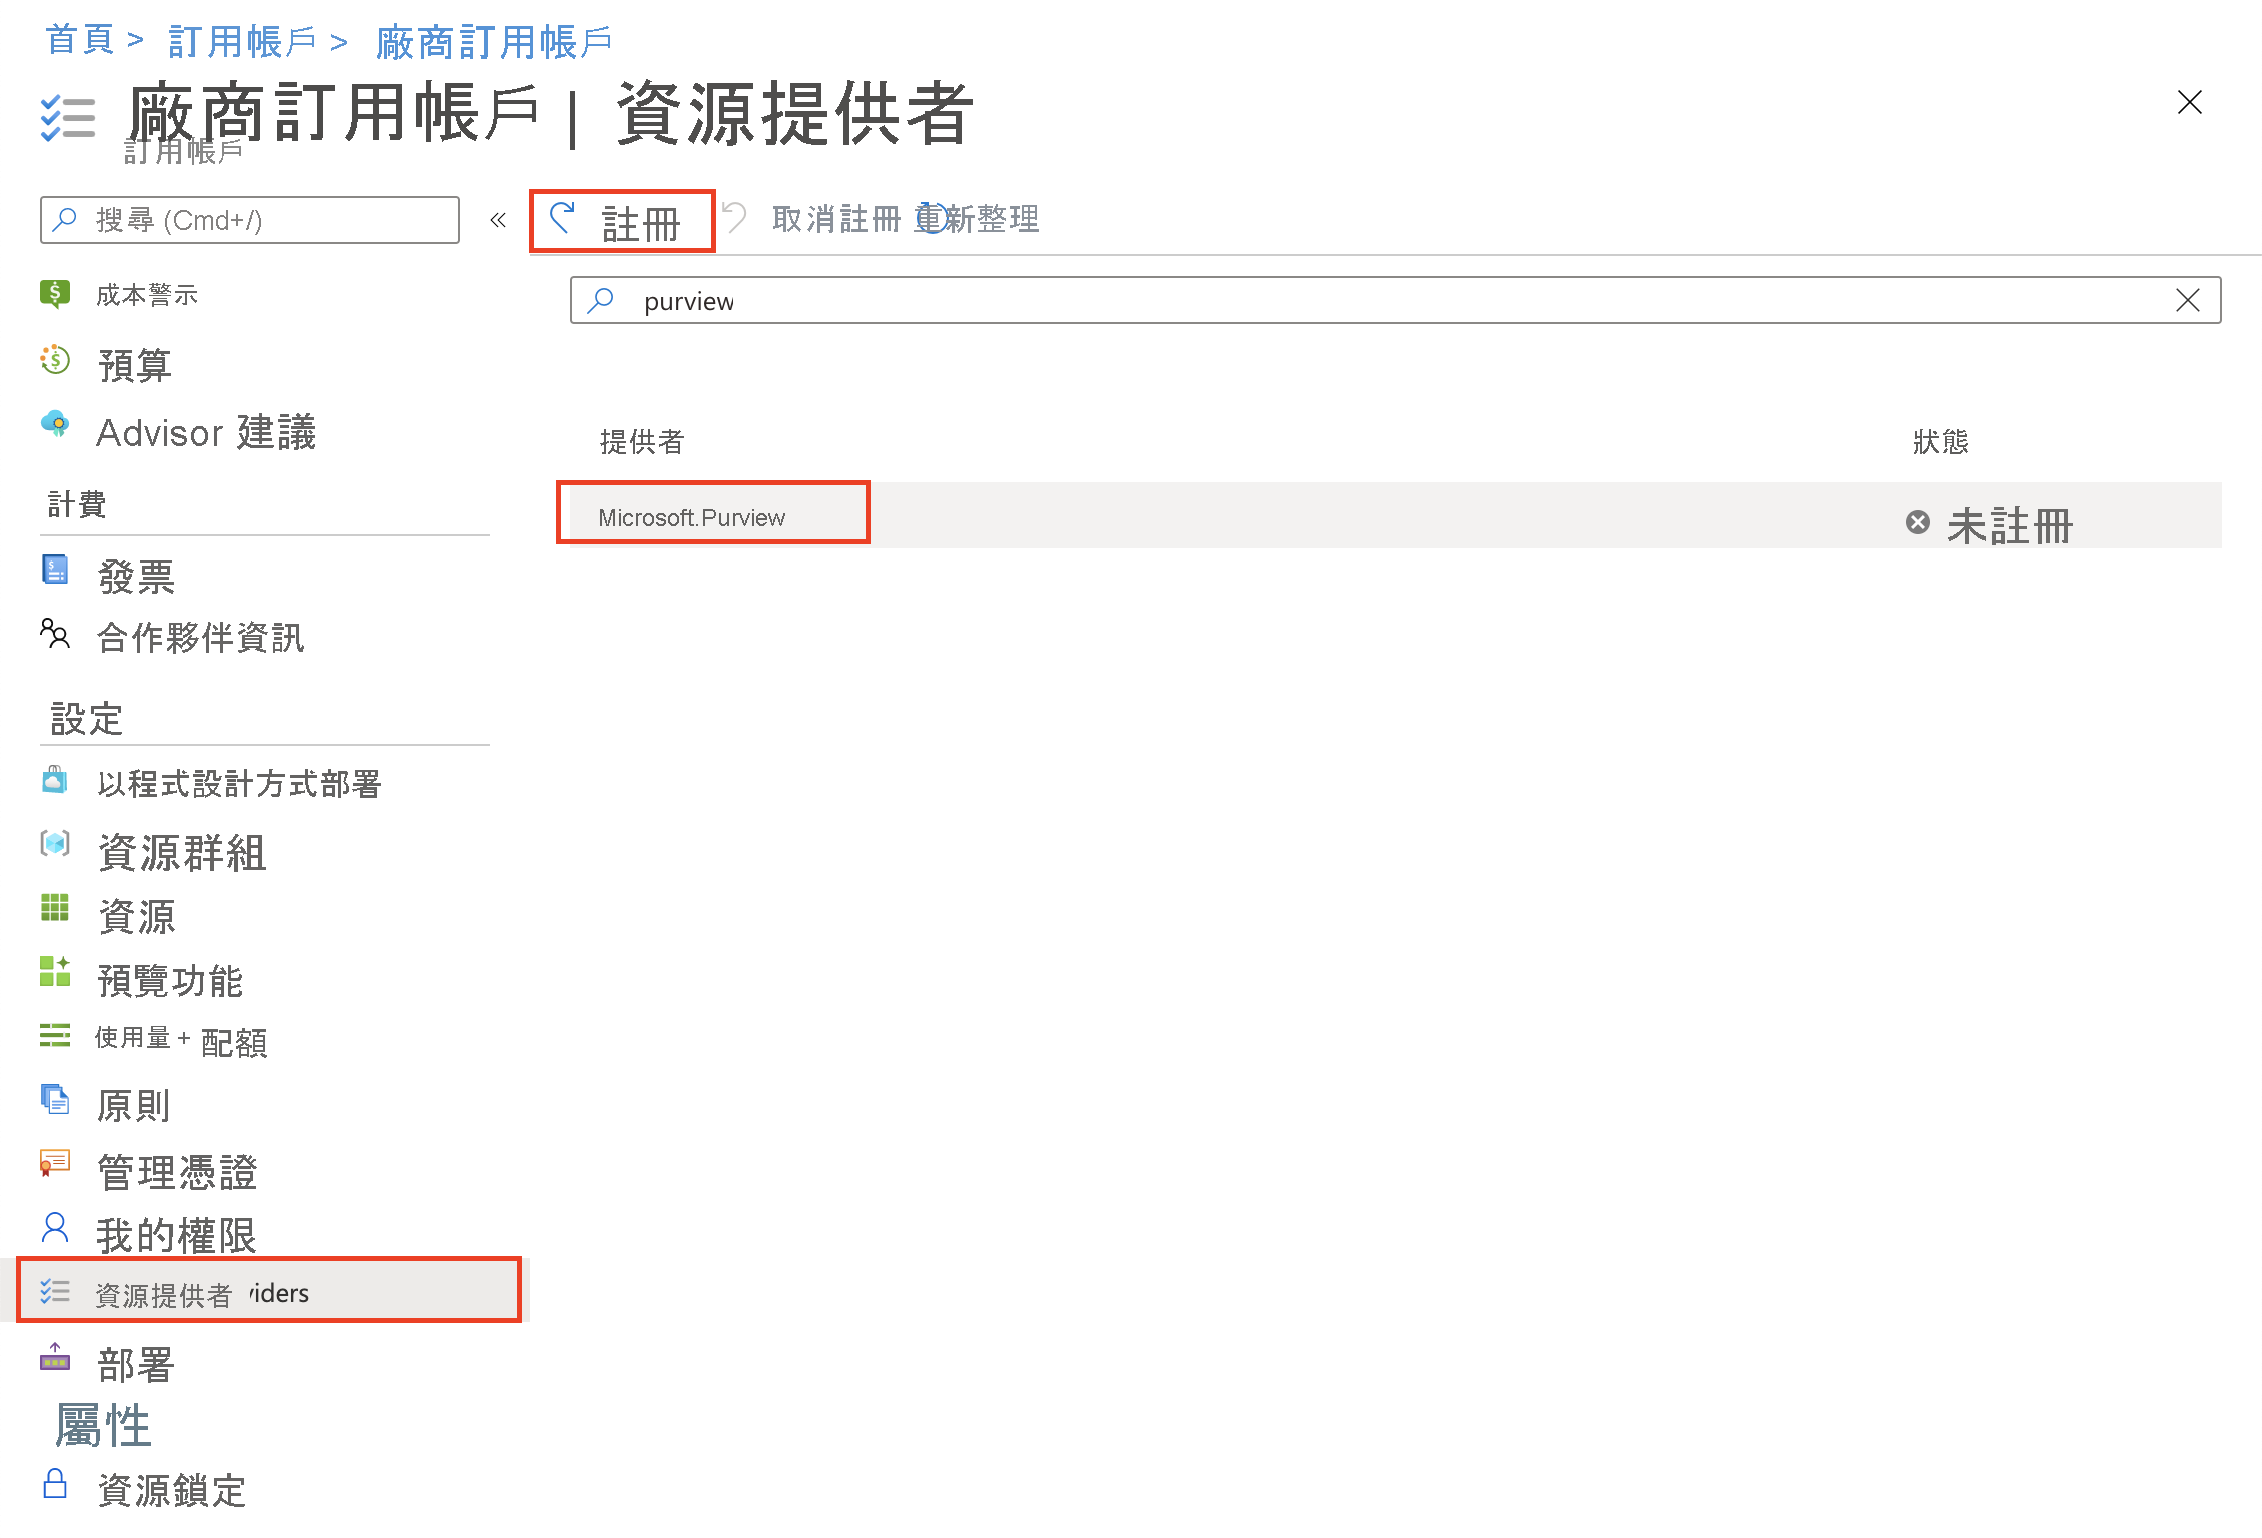 首頁 > 訂用帳戶 > 廠商訂用帳戶
廠商訂用帳戶 | 資源提供者
訂用帳戶
搜尋 (Cmd+/)
«
註冊
取消註冊
重新整理
purview
成本警示
預算
Advisor 建議
計費
發票
合作夥伴資訊
設定
以程式設計方式部署
資源群組
資源
預覽功能
使用量 + 配額
原則
管理憑證
我的權限
資源提供者 viders
部署
屬性
資源鎖定
提供者
狀態
Microsoft.Purview
未註冊